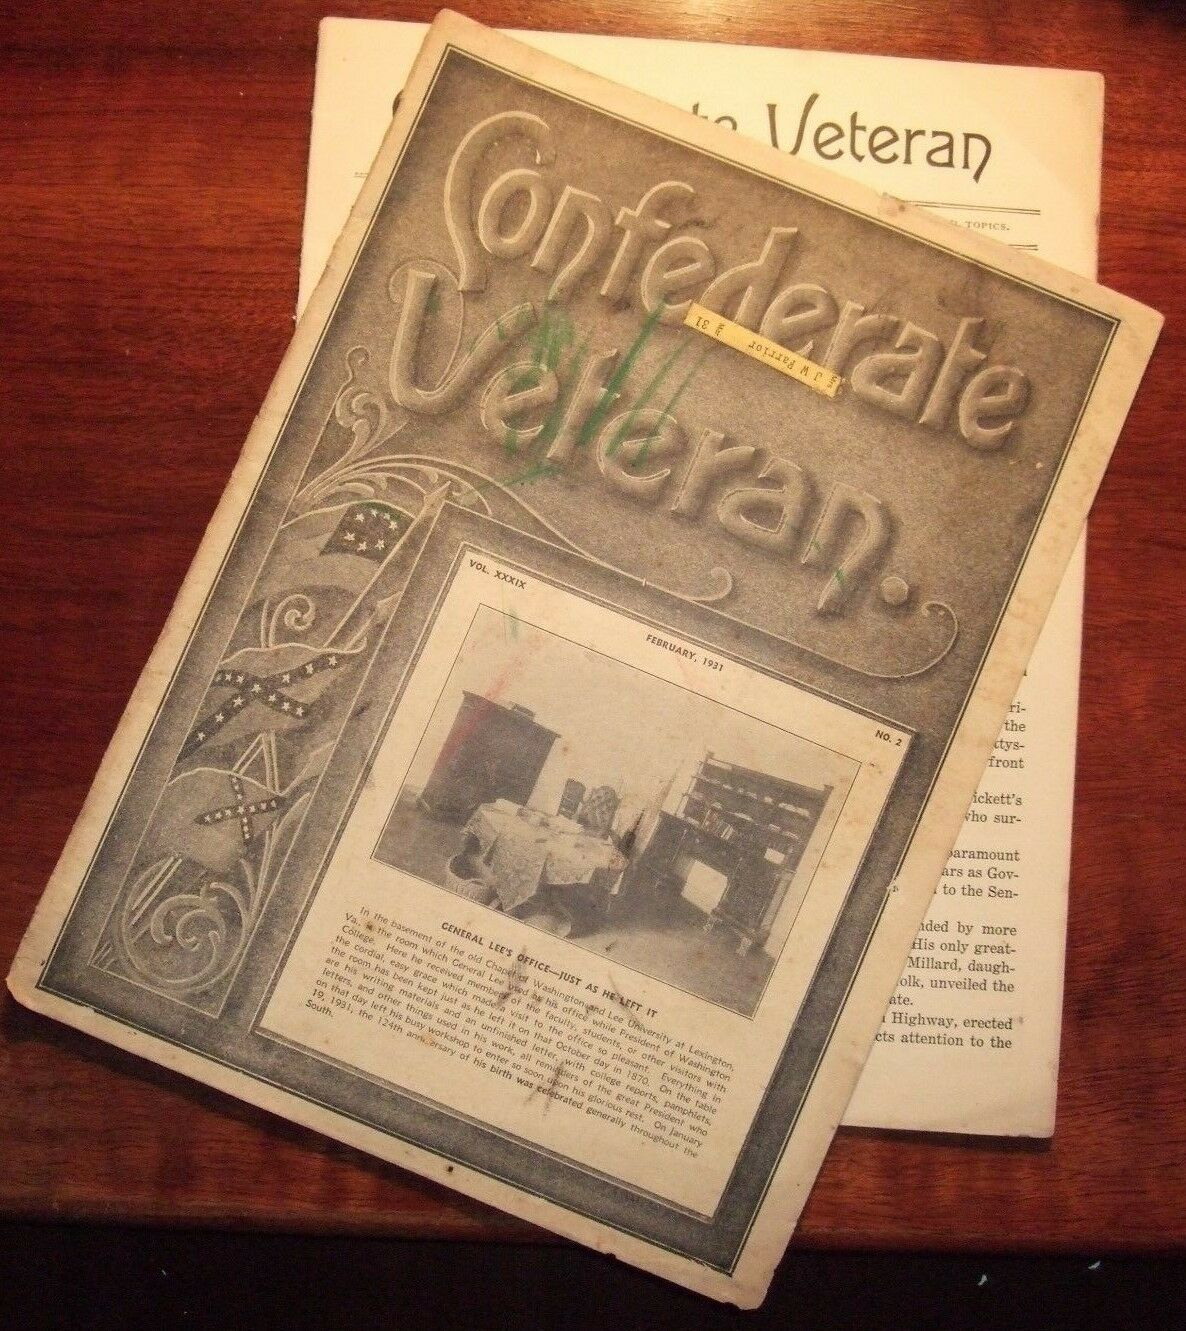 Confederate
Veteran.
J W Farrior
31
VOL. XXXIX
FEBRUARY, 1931
NO. 2
GENERAL LEE'S OFFICE—JUST AS HE LEFT IT
In the basement of the old Chapel of Washington and Lee University at Lexington,
Va., is the room which General Lee used as his office while President of Washington
College. Here he received members of the faculty, students, or other visitors with
the cordial, easy grace which made a visit to the office so pleasant. Everything in
the room has been kept just as he left it on that October day in 1870. On the table
are his writing materials and an unfinished letter, with college reports, pamphlets,
letters, and other things used in his work, all reminders of the great President who
on that day left his busy workshop to enter so soon upon his glorious rest. On January
19, 1931, the 124th anniversary of his birth was celebrated generally throughout the
South.
te Veteran
TOPICS.
ri-
the
ttys-
front
ickett's
who sur-
paramount
ars as Gov-
to the Sen-
nded by more
His only great-
Millard, daugh-
folk, unveiled the
ate.
Highway, erected
cts attention to the